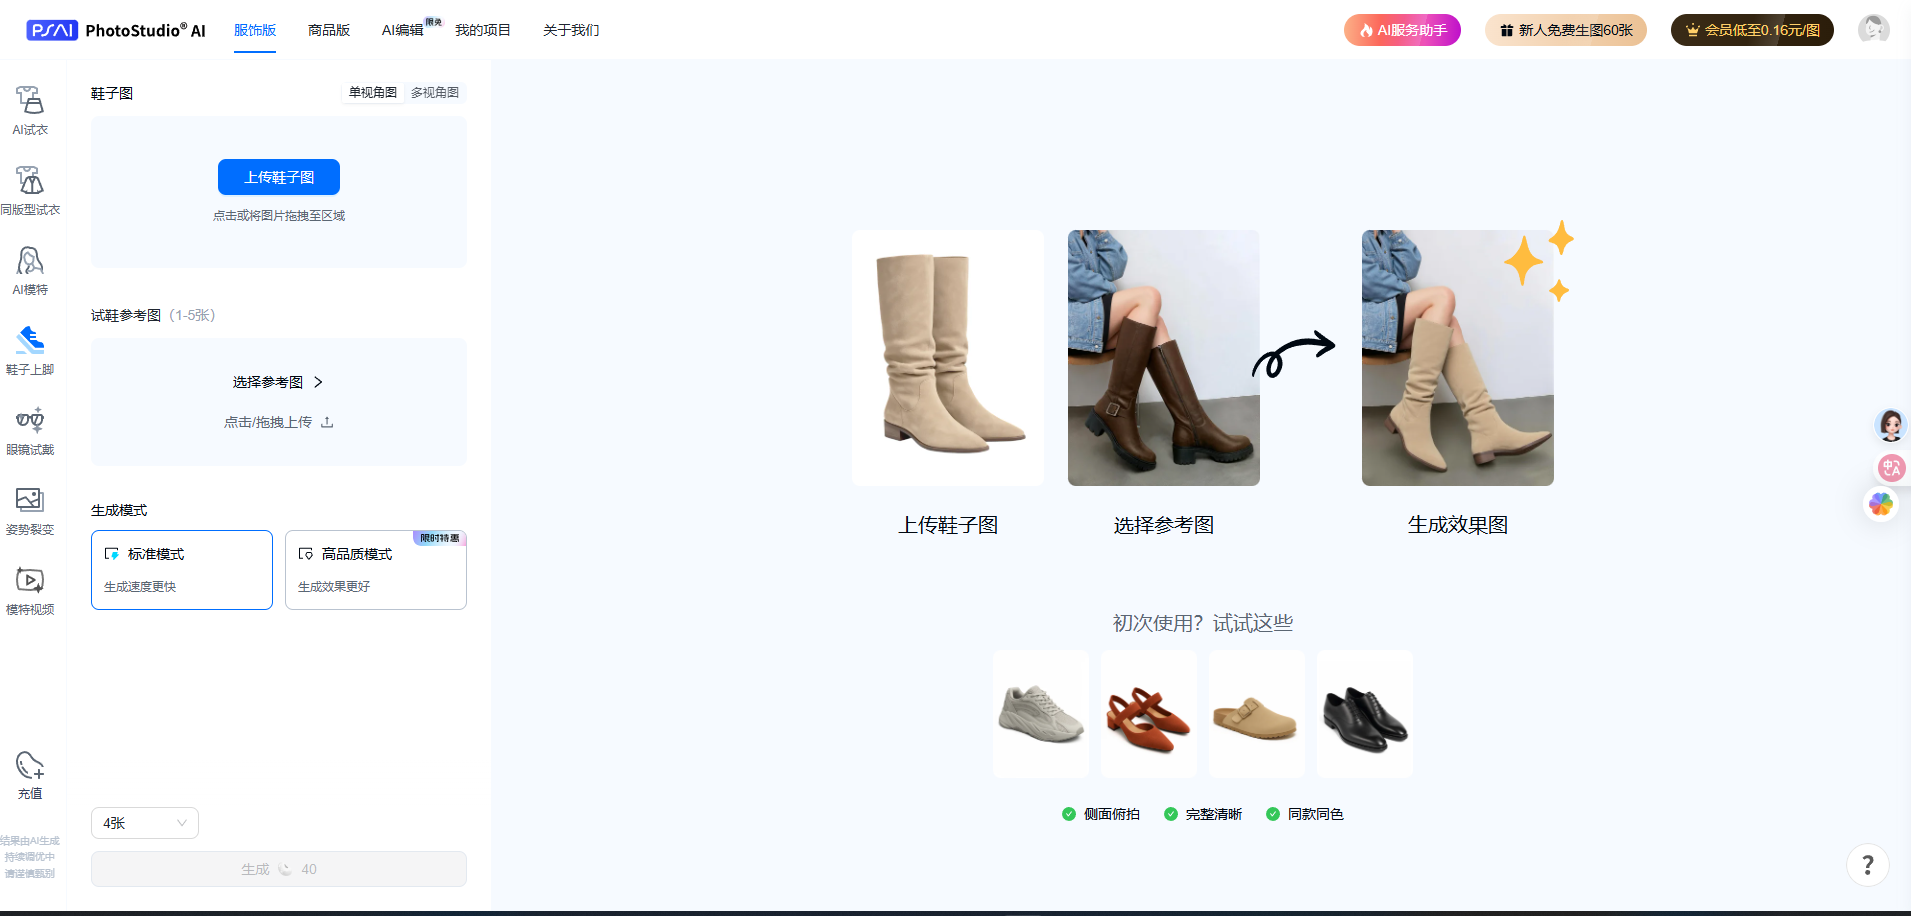 PSAI PhotoStudio® AI
服饰版
商品版
AI编辑
限免
我的项目
关于我们
AI服务助手
新人免费生图60张
会员低至0.16元/图
AI试衣
同版型试衣
AI模特
鞋子上脚
眼镜试戴
姿势裂变
模特视频
充值
结果由AI生成
持续调优中
请谨慎甄别
鞋子图
单视角图
多视角图
上传鞋子图
点击或将图片拖拽至区域
试鞋参考图（1-5张）
选择参考图
点击/拖拽上传
生成模式
标准模式
生成速度更快
限时特惠
高品质模式
生成效果更好
4张
生成 40
上传鞋子图
选择参考图
生成效果图
初次使用？试试这些
侧面俯拍
完整清晰
同款同色
中A
?